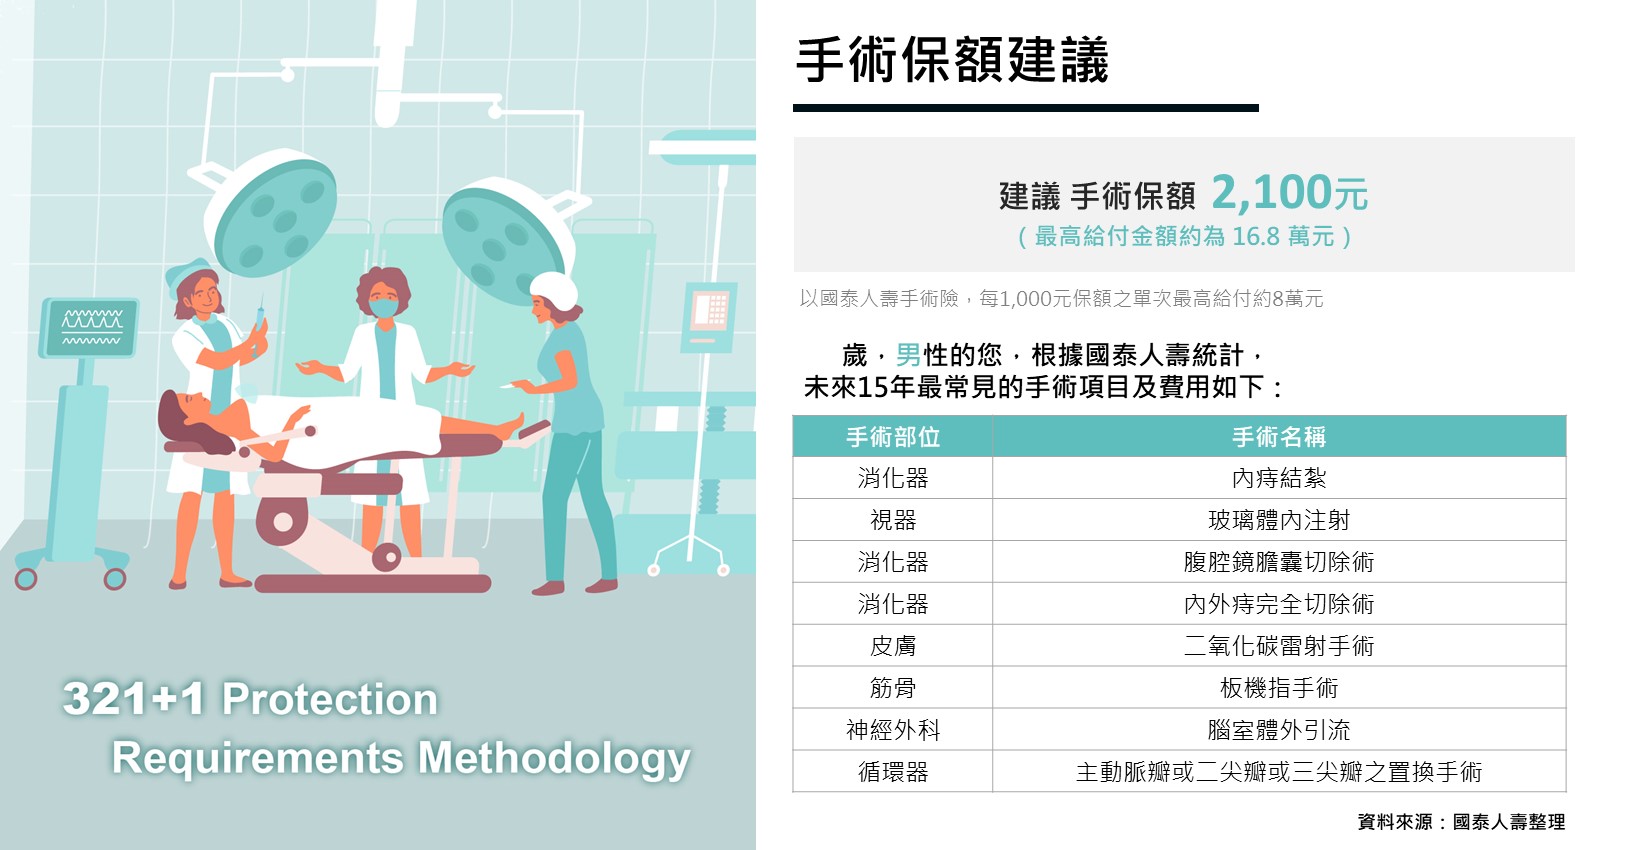 手術保額建議
建議 手術保額 2,100元
( 最高給付金額約為 16.8 萬元 )
以國泰人壽手術險，每1,000元保額之單次最高給付約8萬元
歲，男性的您，根據國泰人壽統計，
未來15年最常見的手術項目及費用如下：
手術部位 手術名稱
消化器 內痔結紮
視器 玻璃體內注射
消化器 腹腔鏡膽囊切除術
消化器 內外痔完全切除術
皮膚 二氧化碳雷射手術
筋骨 板機指手術
神經外科 腦室體外引流
循環器 主動脈瓣或二尖瓣或三尖瓣之置換手術
資料來源：國泰人壽整理
321+1 Protection
Requirements Methodology